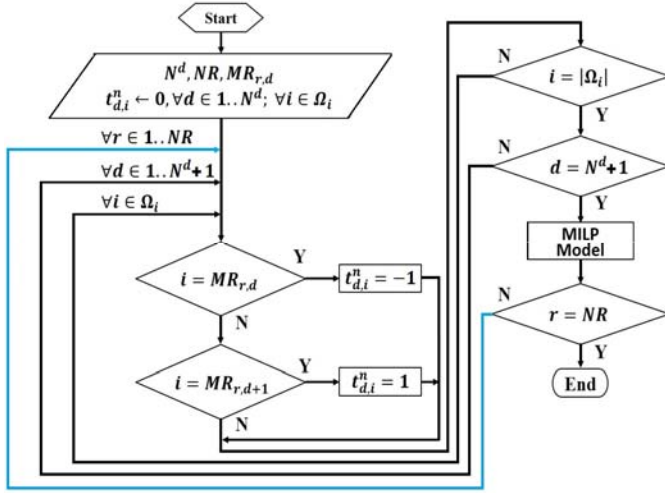 Start
N^d, NR, MR_{r,d}
t^n_{d,i} ← 0, ∀d ∈ 1..N^d; ∀i ∈ Ω_i
∀r ∈ 1..NR
∀d ∈ 1..N^d+1
∀i ∈ Ω_i
i = MR_{r,d}
Y
t^n_{d,i} = −1
N
i = MR_{r,d+1}
Y
t^n_{d,i} = 1
N
N
i = |Ω_i|
Y
N
d = N^d+1
Y
MILP
Model
N
r = NR
Y
End